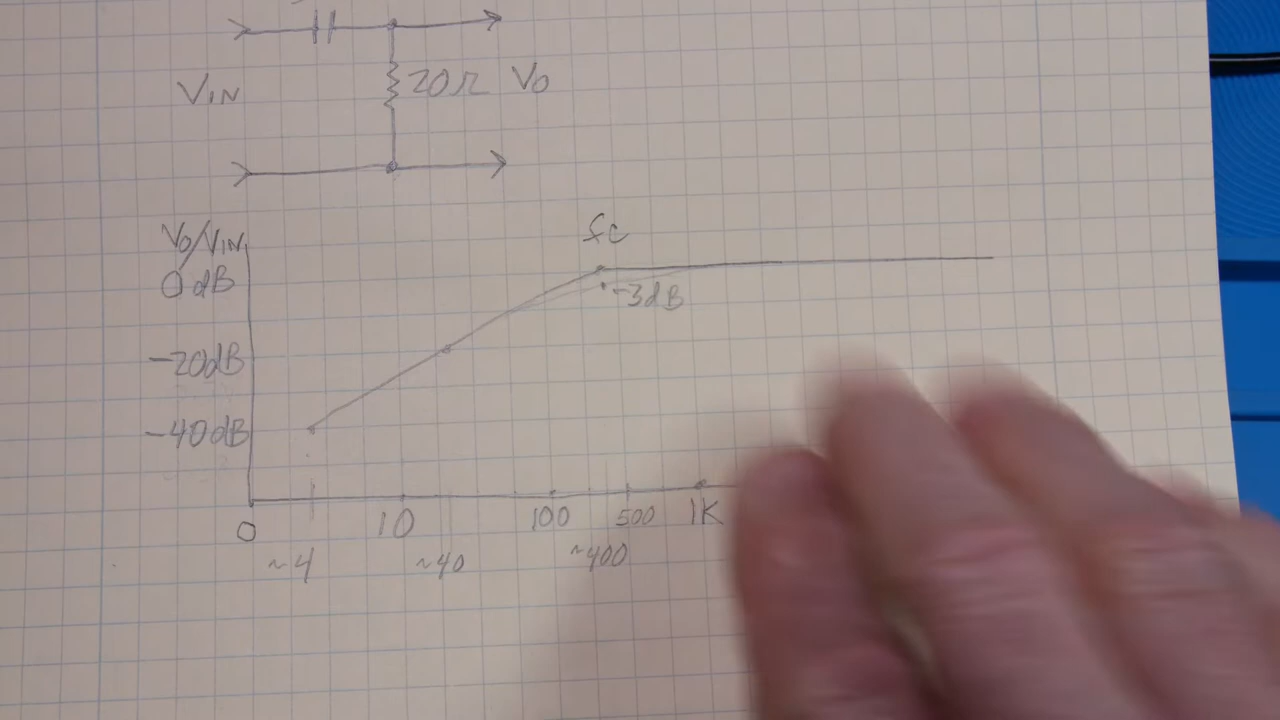 VIN 20Ω VO
VO/VIN
fc
0dB
-3dB
-20dB
-40dB
0 10 100 500 1K
~4 ~40 ~400